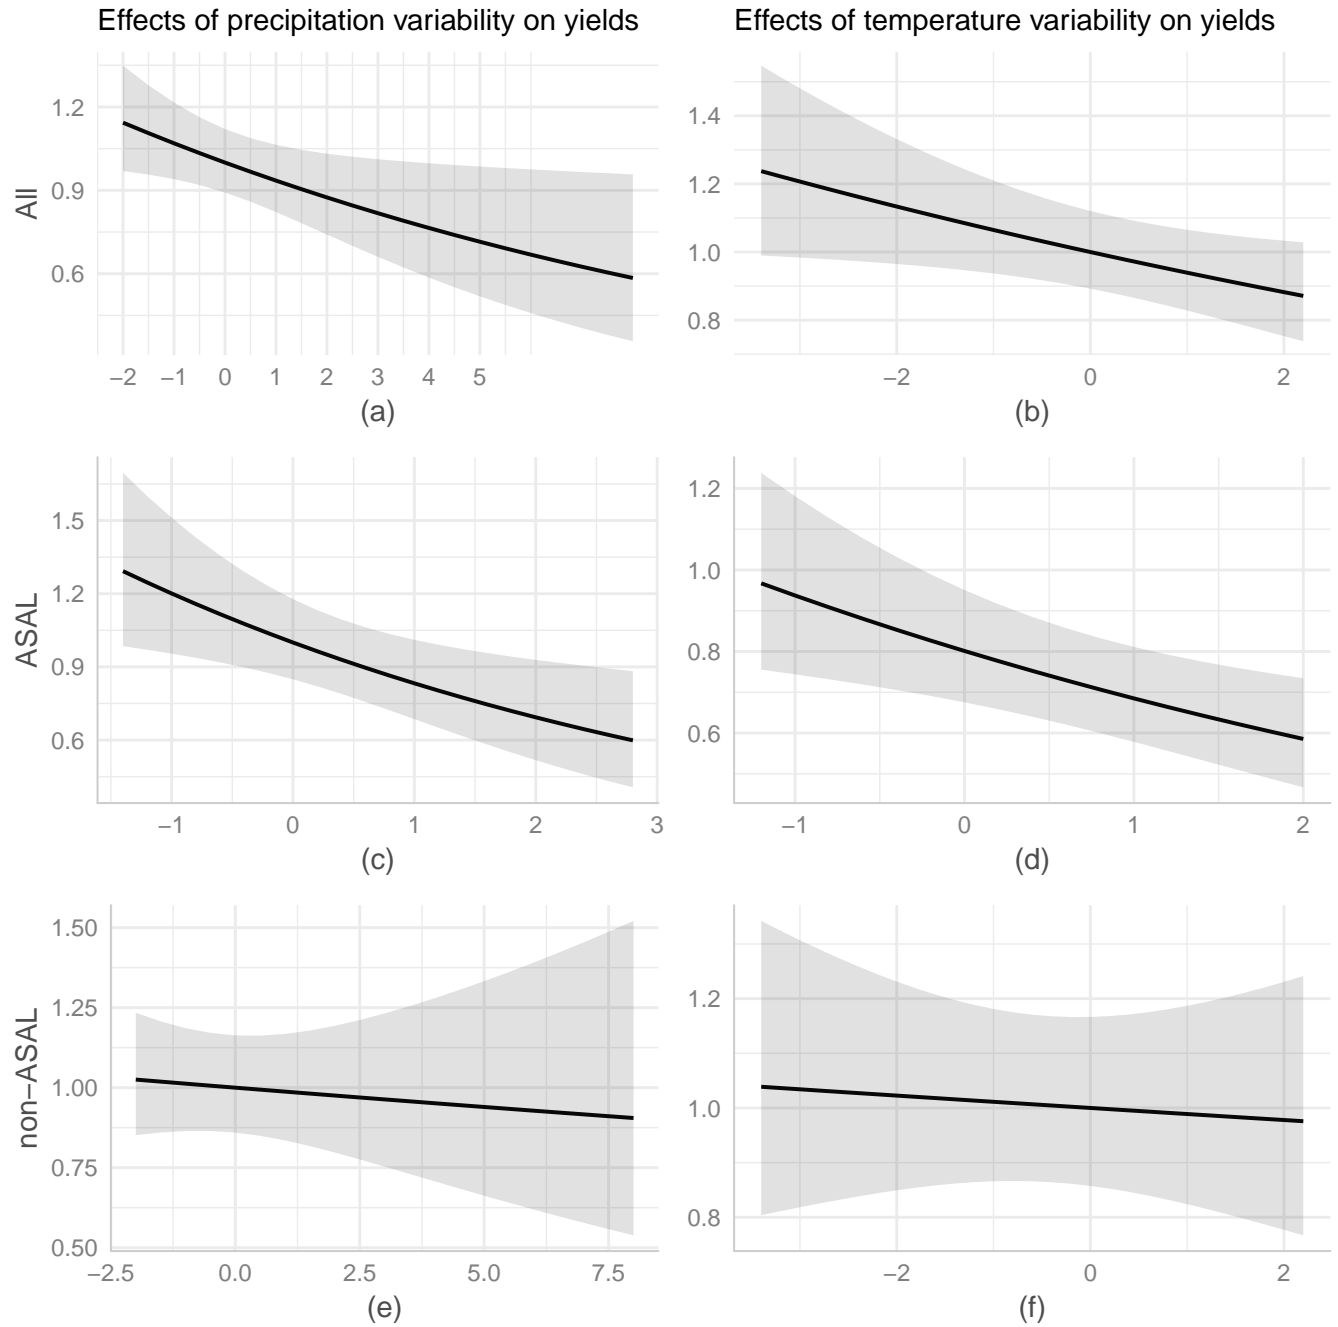 Effects of precipitation variability on yields
Effects of temperature variability on yields
All
1.2
0.9
0.6
−2 −1 0 1 2 3 4 5
(a)
1.4
1.2
1.0
0.8
−2 0 2
(b)
ASAL
1.5
1.2
0.9
0.6
−1 0 1 2 3
(c)
1.2
1.0
0.8
0.6
−1 0 1 2
(d)
non−ASAL
1.50
1.25
1.00
0.75
0.50
−2.5 0.0 2.5 5.0 7.5
(e)
1.2
1.0
0.8
−2 0 2
(f)